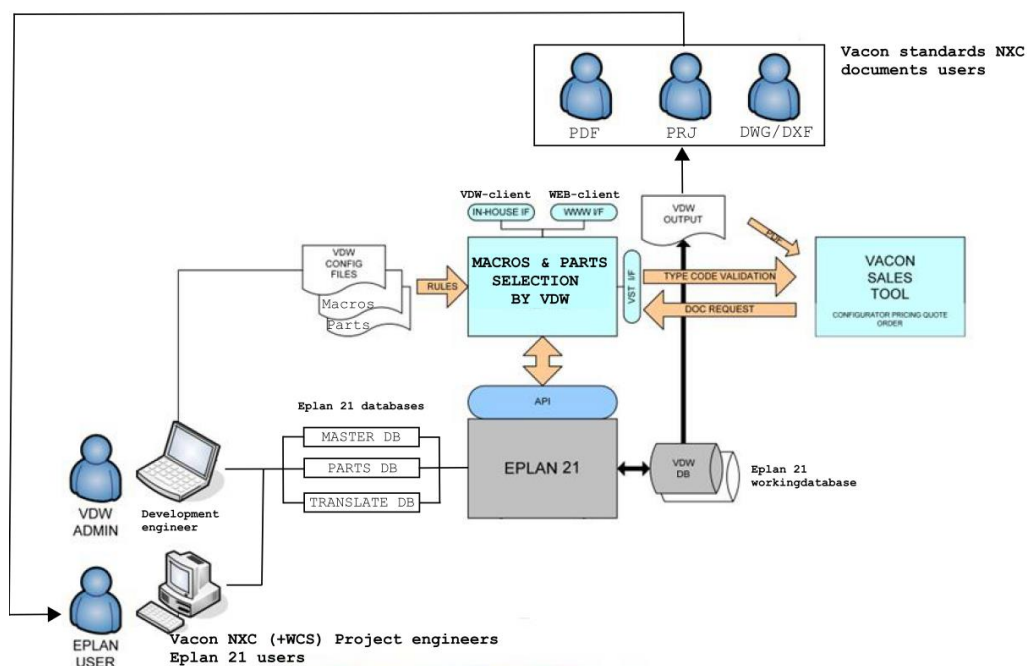 Vacon standards NXC
documents users
PDF
PRJ
DWG/DXF
VDW-client
WEB-client
IN-HOUSE IF
WWW I/F
VDW
OUTPUT
PDF
VDW
CONFIG
FILES
Macros
Parts
RULES
MACROS & PARTS
SELECTION
BY VDW
VST I/F
TYPE CODE VALIDATION
DOC REQUEST
VACON
SALES
TOOL
CONFIGURATOR PRICING QUOTE
ORDER
API
Eplan 21 databases
MASTER DB
PARTS DB
TRANSLATE DB
EPLAN 21
VDW
DB
Eplan 21
workingdatabase
VDW
ADMIN
Development
engineer
EPLAN
USER
Vacon NXC (+WCS) Project engineers
Eplan 21 users